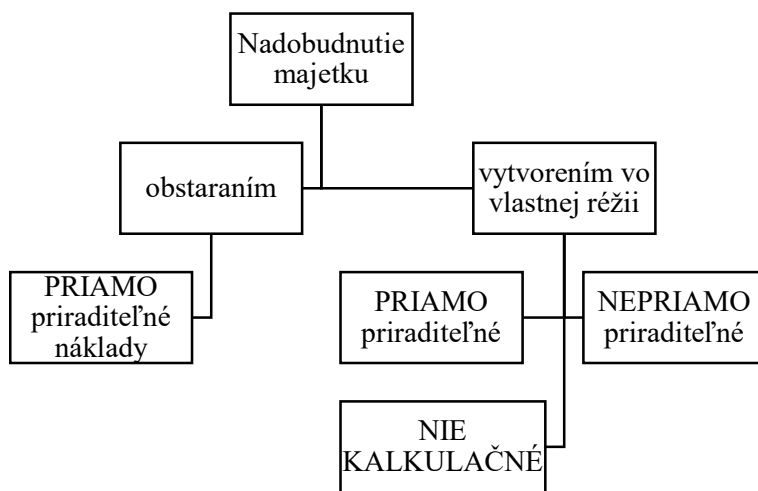 Nadobudnutie
majetku
obstaraním
vytvorením vo
vlastnej réžii
PRIAMO
priraditeľné
náklady
PRIAMO
priraditeľné
NEPRIAMO
priraditeľné
NIE
KALKULAČNÉ